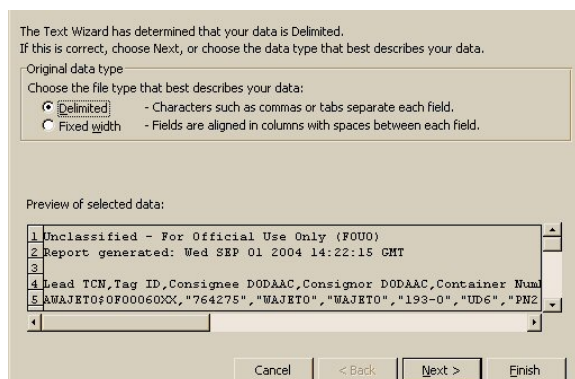 The Text Wizard has determined that your data is Delimited.
If this is correct, choose Next, or choose the data type that best describes your data.
Original data type
Choose the file type that best describes your data:
Delimited - Characters such as commas or tabs separate each field.
Fixed width - Fields are aligned in columns with spaces between each field.
Preview of selected data:
1 Unclassified - For Official Use Only (FOUO)
2 Report generated: Wed SEP 01 2004 14:22:15 GMT
3
4 Lead TCN,Tag ID,Consignee DODAAC,Consignor DODAAC,Container Num
5 AWAJET0$0F00060XX,"764275","WAJET0","WAJET0","193-0","UD6","PN2
Cancel < Back Next > Finish